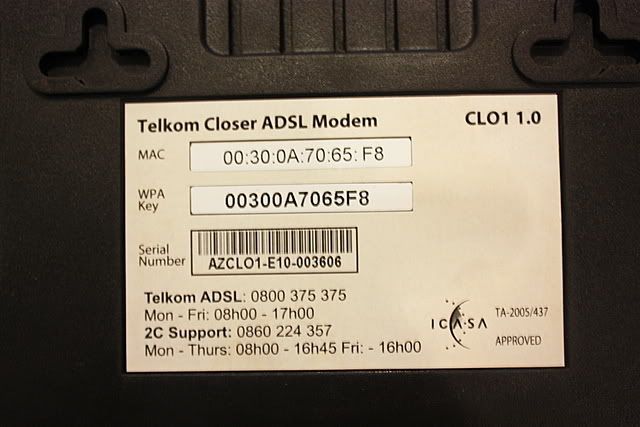 Telkom Closer ADSL Modem CLO1 1.0
MAC 00:30:0A:70:65:F8
WPA
Key 00300A7065F8
Serial
Number AZCLO1-E10-003606
Telkom ADSL: 0800 375 375
Mon - Fri: 08h00 - 17h00
2C Support: 0860 224 357
Mon - Thurs: 08h00 - 16h45 Fri: - 16h00
ICASA
TA-2005/437
APPROVED